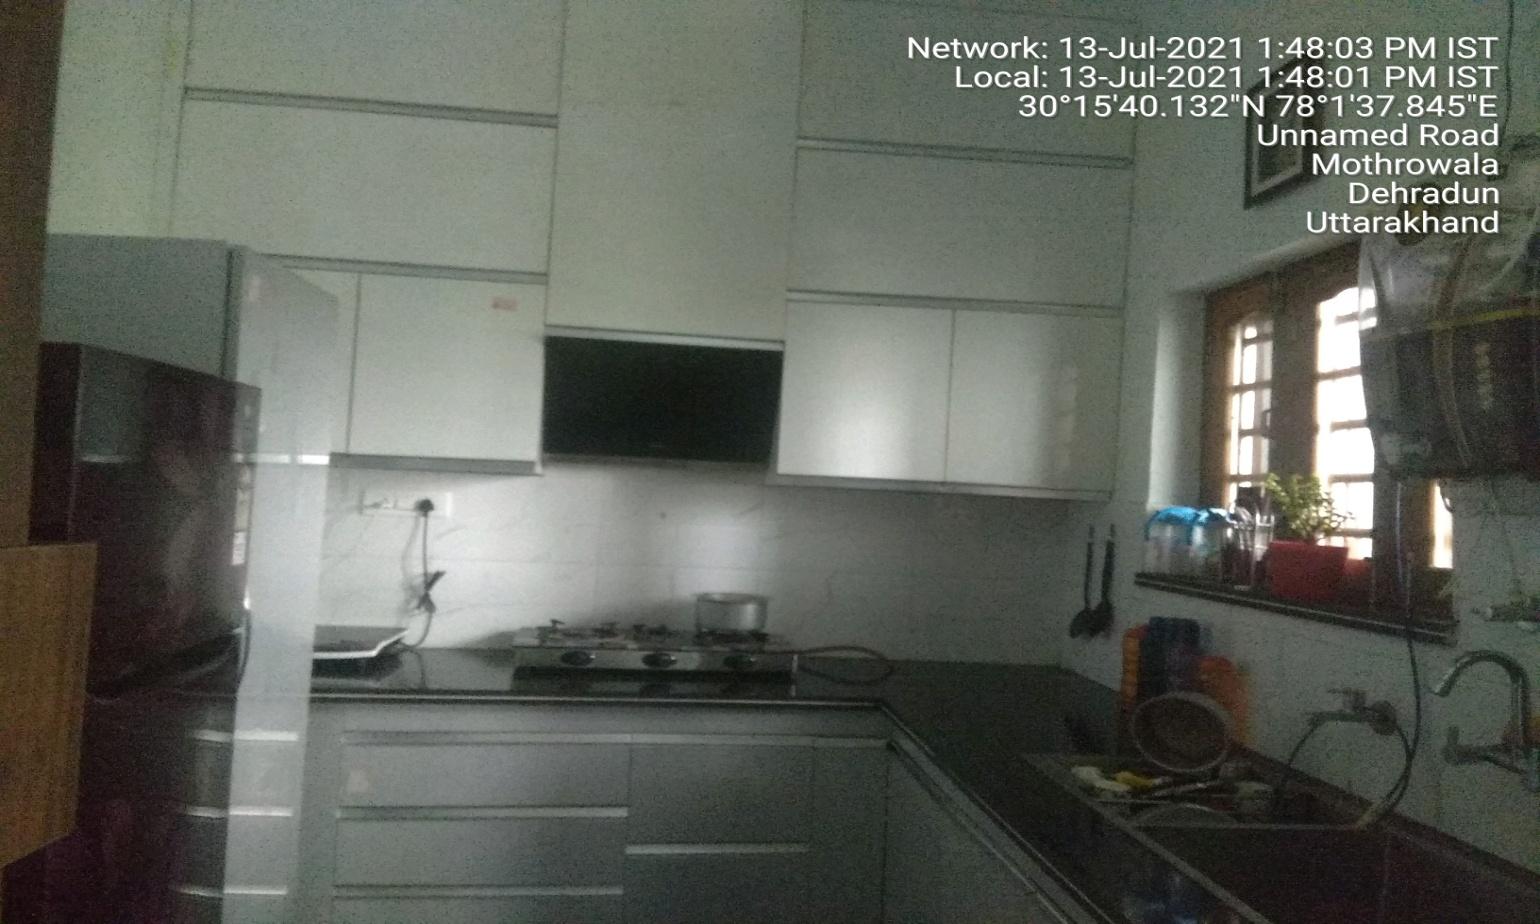 Network: 13-Jul-2021 1:48:03 PM IST
Local: 13-Jul-2021 1:48:01 PM IST
30°15'40.132"N 78°1'37.845"E
Unnamed Road
Mothrowala
Dehradun
Uttarakhand